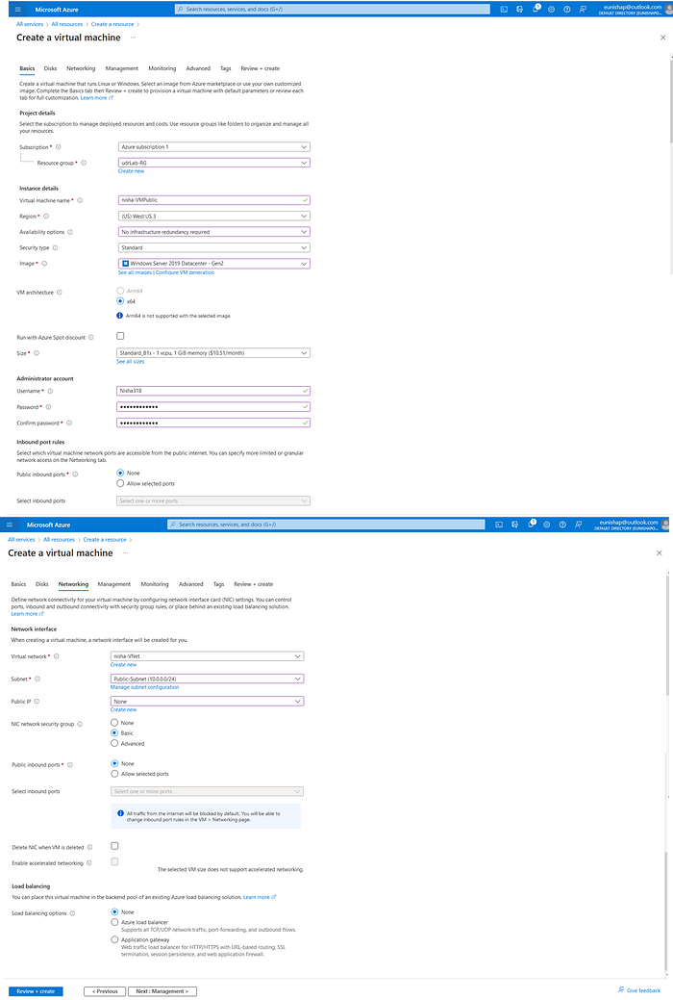 Microsoft Azure
Search resources, services, and docs (G+/)
1
eunishap@outlook.com
DEFAULT DIRECTORY (EUNISHAPO...
All services > All resources > Create a resource >
Create a virtual machine ...
Basics Disks Networking Management Monitoring Advanced Tags Review + create
Create a virtual machine that runs Linux or Windows. Select an image from Azure marketplace or use your own customized
image. Complete the Basics tab then Review + create to provision a virtual machine with default parameters or review each
tab for full customization. Learn more
Project details
Select the subscription to manage deployed resources and costs. Use resource groups like folders to organize and manage all
your resources.
Subscription * Azure subscription 1
Resource group * udrLab-RG
Create new
Instance details
Virtual machine name * nisha-VMPublic
Region * (US) West US 3
Availability options No infrastructure redundancy required
Security type Standard
Image * Windows Server 2019 Datacenter - Gen2
See all images | Configure VM generation
VM architecture Arm64
x64
Arm64 is not supported with the selected image.
Run with Azure Spot discount
Size * Standard_B1s - 1 vcpu, 1 GiB memory ($10.51/month)
See all sizes
Administrator account
Username * Nisha318
Password * ••••••••••••
Confirm password * ••••••••••••
Inbound port rules
Select which virtual machine network ports are accessible from the public internet. You can specify more limited or granular
network access on the Networking tab.
Public inbound ports * None
Allow selected ports
Select inbound ports Select one or more ports
Microsoft Azure
Search resources, services, and docs (G+/)
1
eunishap@outlook.com
DEFAULT DIRECTORY (EUNISHAPO...
All services > All resources > Create a resource >
Create a virtual machine ...
Basics Disks Networking Management Monitoring Advanced Tags Review + create
Define network connectivity for your virtual machine by configuring network interface card (NIC) settings. You can control
ports, inbound and outbound connectivity with security group rules, or place behind an existing load balancing solution.
Learn more
Network interface
When creating a virtual machine, a network interface will be created for you.
Virtual network * nisha-VNet
Create new
Subnet * Public-Subnet (10.0.0.0/24)
Manage subnet configuration
Public IP None
Create new
NIC network security group None
Basic
Advanced
Public inbound ports * None
Allow selected ports
Select inbound ports Select one or more ports
All traffic from the internet will be blocked by default. You will be able to
change inbound port rules in the VM > Networking page.
Delete NIC when VM is deleted
Enable accelerated networking
The selected VM size does not support accelerated networking.
Load balancing
You can place this virtual machine in the backend pool of an existing Azure load balancing solution. Learn more
Load balancing options None
Azure load balancer
Supports all TCP/UDP network traffic, port-forwarding, and outbound flows.
Application gateway
Web traffic load balancer for HTTP/HTTPS with URL-based routing, SSL
termination, session persistence, and web application firewall.
Review + create < Previous Next : Management > Give feedback